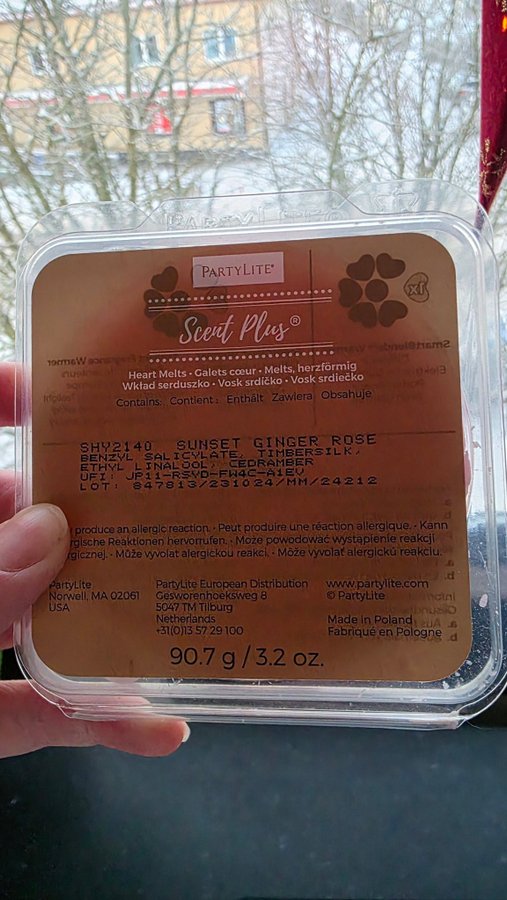 PARTYLITE
PARTYLITE®
Scent Plus®
Heart Melts • Galets cœur • Melts, herzförmig
Wkład serduszko • Vosk srdíčko • Vosk srdiečko
Contains: Contient: Enthält Zawiera Obsahuje
SHY2140 SUNSET GINGER ROSE
BENZYL SALICYLATE, TIMBERSILK,
ETHYL LINALOOL, CEDRAMBER
UFI: JP11-R5YD-FW4C-A1EV
LOT: 847813/231024/MM/24212
produce an allergic reaction. • Peut produire une réaction allergique. • Kann
rgische Reaktionen hervorrufen. • Może powodować wystąpienie reakcji
rgicznej. • Může vyvolat alergickou reakci. • Môže vyvolať alergickú reakciu.
PartyLite
Norwell, MA 02061
USA
PartyLite European Distribution
Gesworenhoeksweg 8
5047 TM Tilburg
Netherlands
+31(0)13 57 29 100
www.partylite.com
© PartyLite
Made in Poland
Fabriqué en Pologne
90.7 g / 3.2 oz.